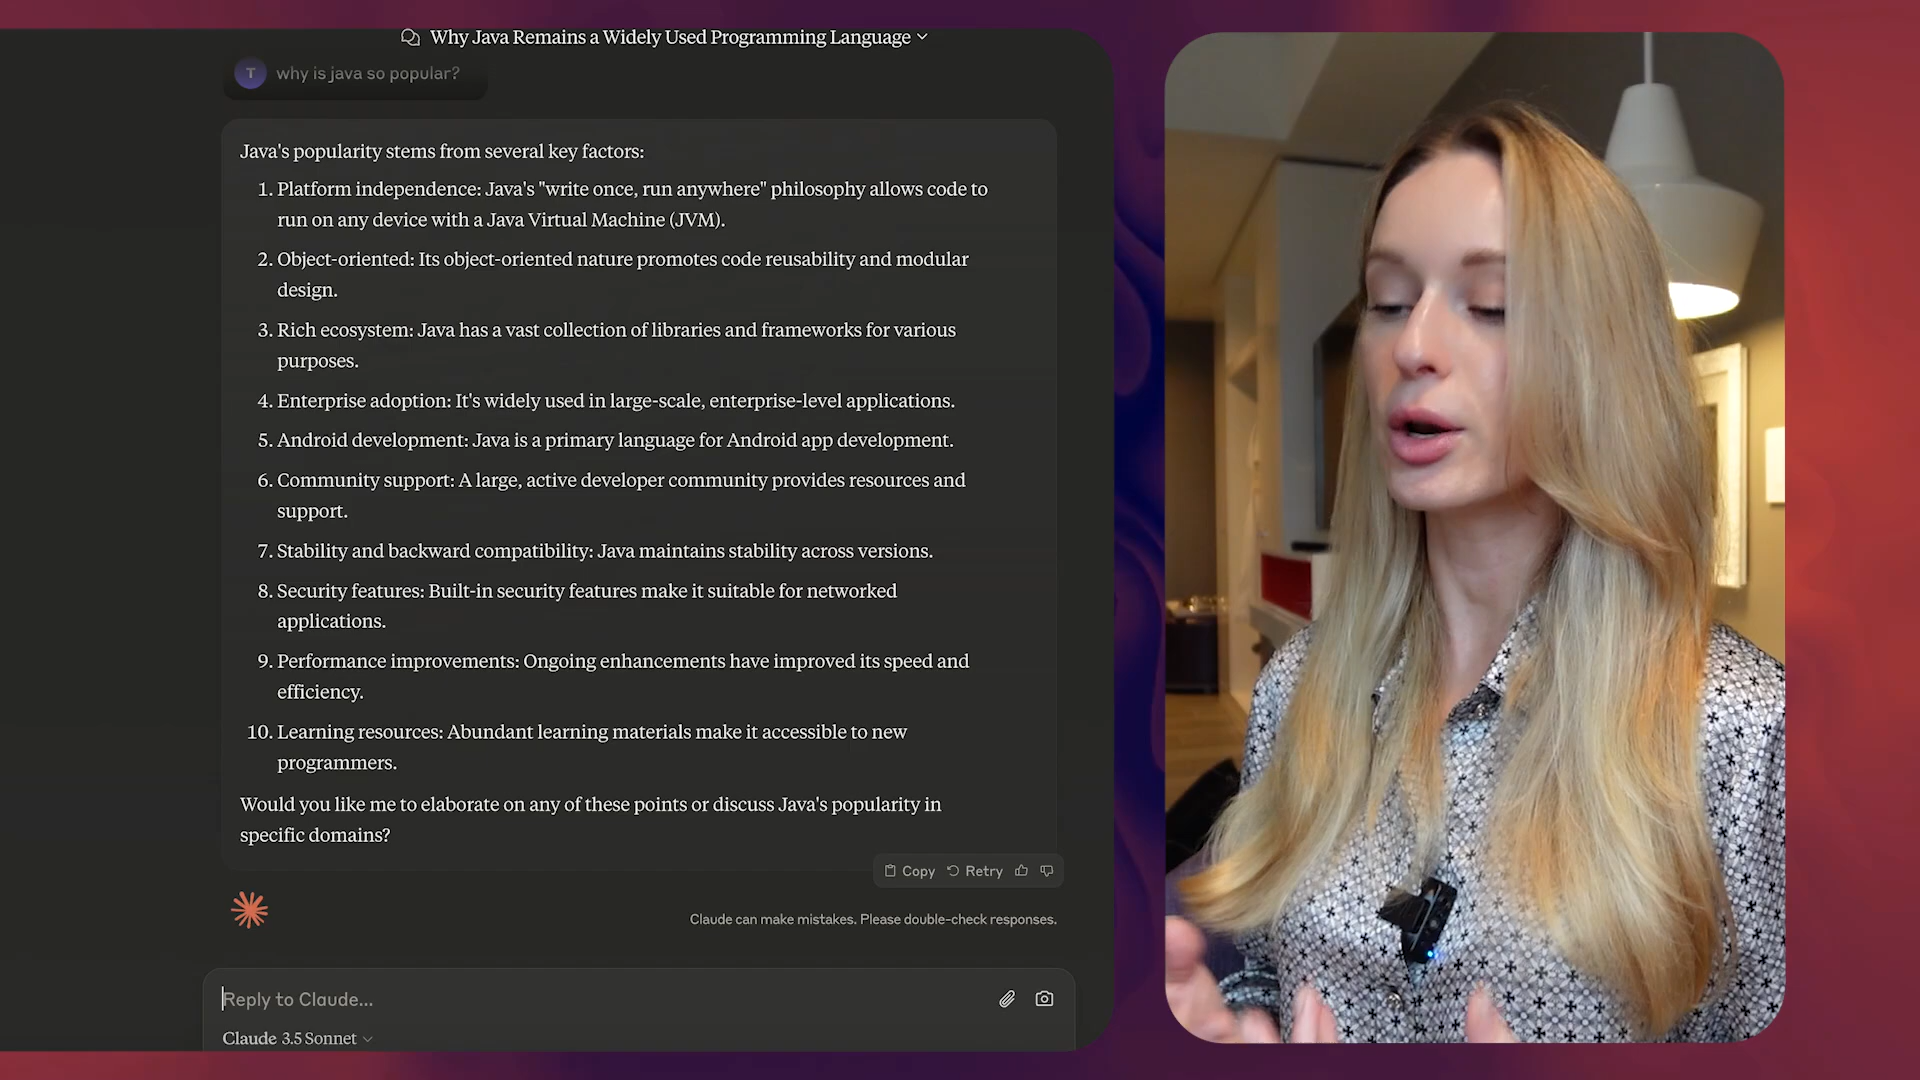 Why Java Remains a Widely Used Programming Language
T why is java so popular?
Java's popularity stems from several key factors:
1. Platform independence: Java's "write once, run anywhere" philosophy allows code to
run on any device with a Java Virtual Machine (JVM).
2. Object-oriented: Its object-oriented nature promotes code reusability and modular
design.
3. Rich ecosystem: Java has a vast collection of libraries and frameworks for various
purposes.
4. Enterprise adoption: It's widely used in large-scale, enterprise-level applications.
5. Android development: Java is a primary language for Android app development.
6. Community support: A large, active developer community provides resources and
support.
7. Stability and backward compatibility: Java maintains stability across versions.
8. Security features: Built-in security features make it suitable for networked
applications.
9. Performance improvements: Ongoing enhancements have improved its speed and
efficiency.
10. Learning resources: Abundant learning materials make it accessible to new
programmers.
Would you like me to elaborate on any of these points or discuss Java's popularity in
specific domains?
Copy Retry
Claude can make mistakes. Please double-check responses.
Reply to Claude...
Claude 3.5 Sonnet